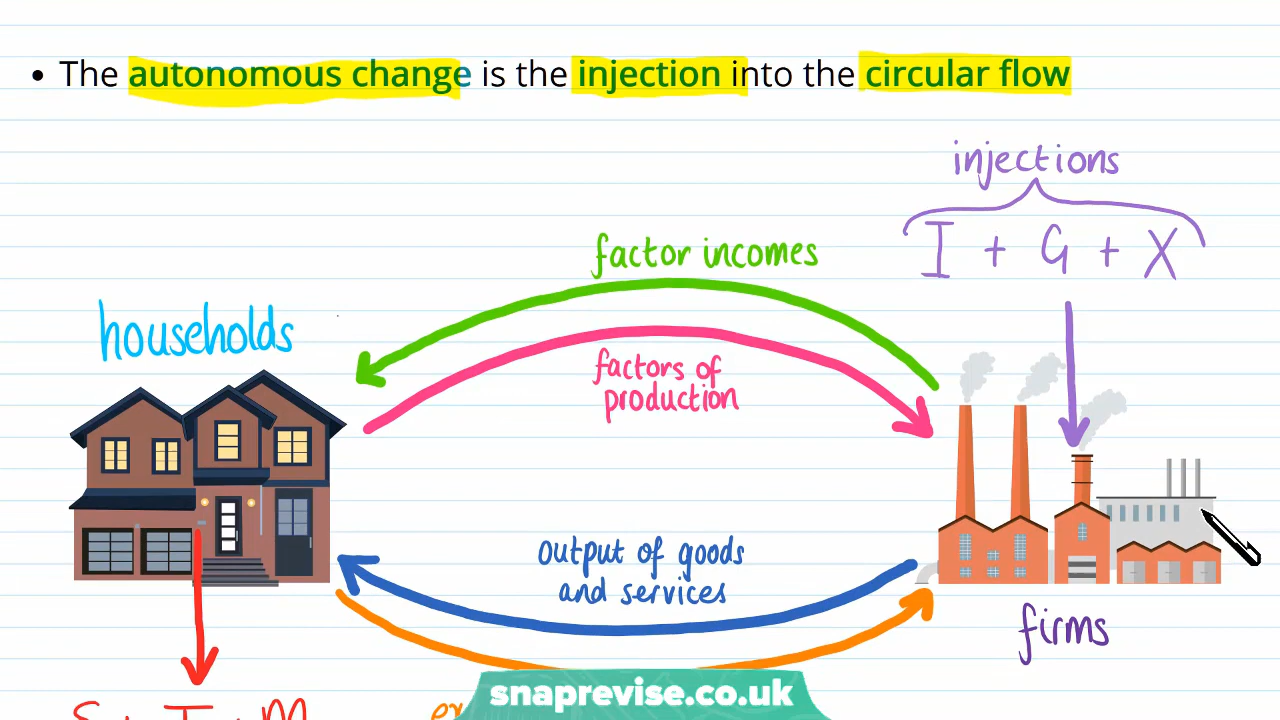 • The autonomous change is the injection into the circular flow
injections
I + G + X
factor incomes
households
factors of
production
output of goods
and services
firms
S + T + M
snaprevise.co.uk